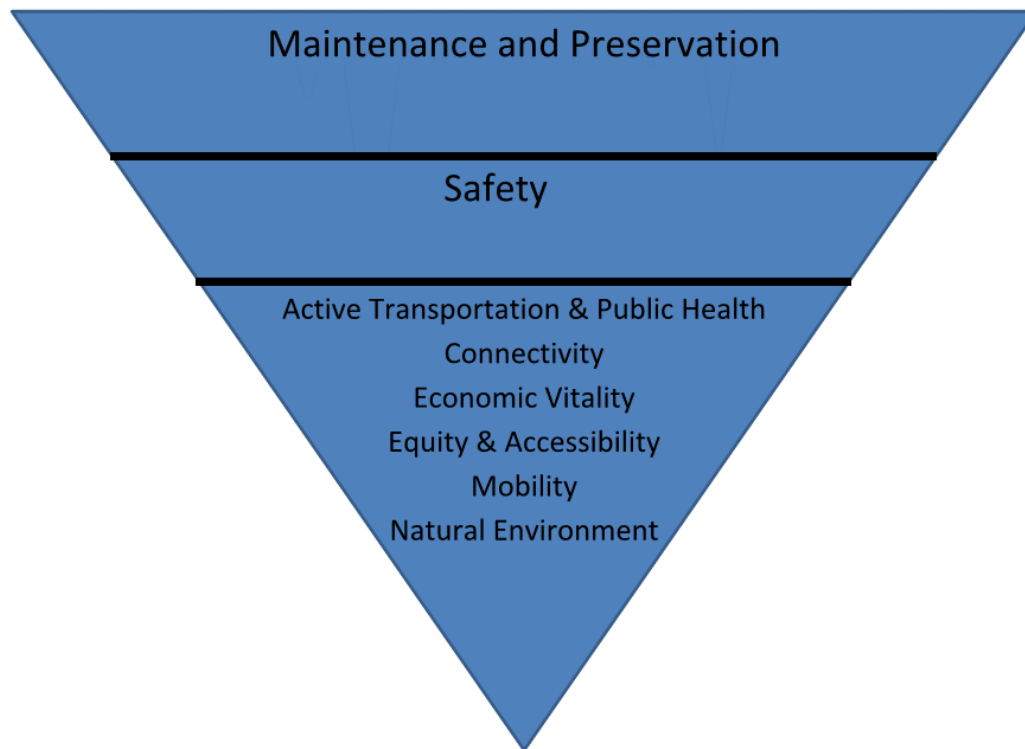 Maintenance and Preservation
Safety
Active Transportation & Public Health
Connectivity
Economic Vitality
Equity & Accessibility
Mobility
Natural Environment